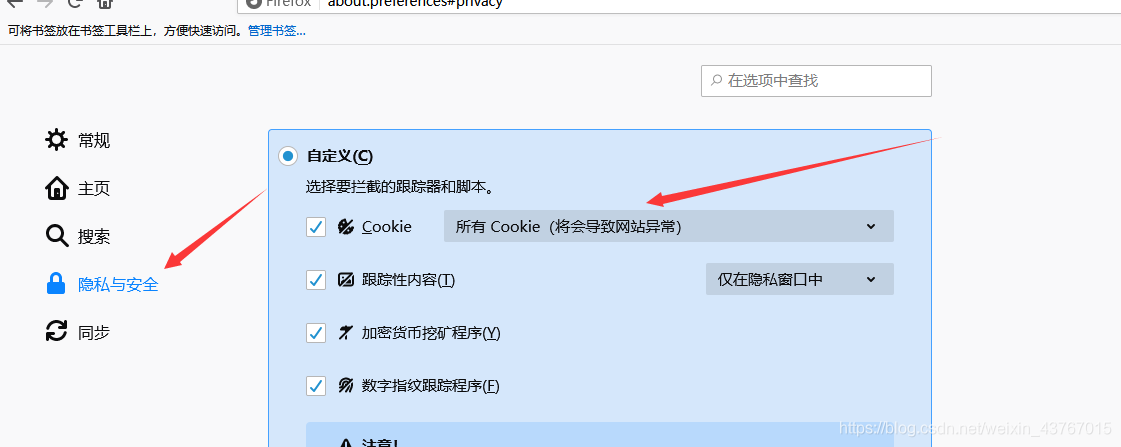 Firefox about:preferences#privacy
可将书签放在书签工具栏上，方便快速访问。管理书签...
在选项中查找
常规
主页
搜索
隐私与安全
同步
自定义(C)
选择要拦截的跟踪器和脚本。
Cookie 所有 Cookie（将会导致网站异常）
跟踪性内容(T) 仅在隐私窗口中
加密货币挖矿程序(Y)
数字指纹跟踪程序(F)
注意！
https://blog.csdn.net/weixin_43767015